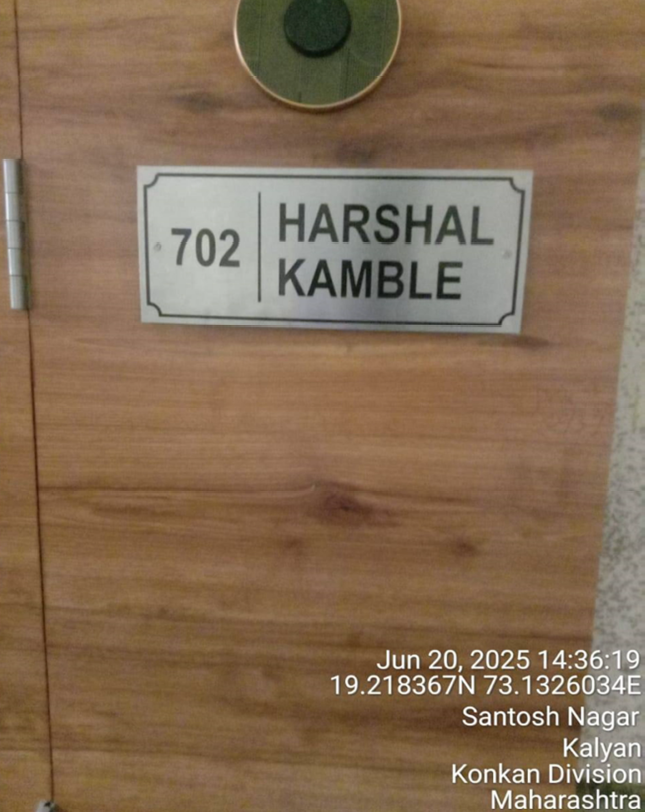 702
HARSHAL
KAMBLE
Jun 20, 2025 14:36:19
19.218367N 73.1326034E
Santosh Nagar
Kalyan
Konkan Division
Maharashtra